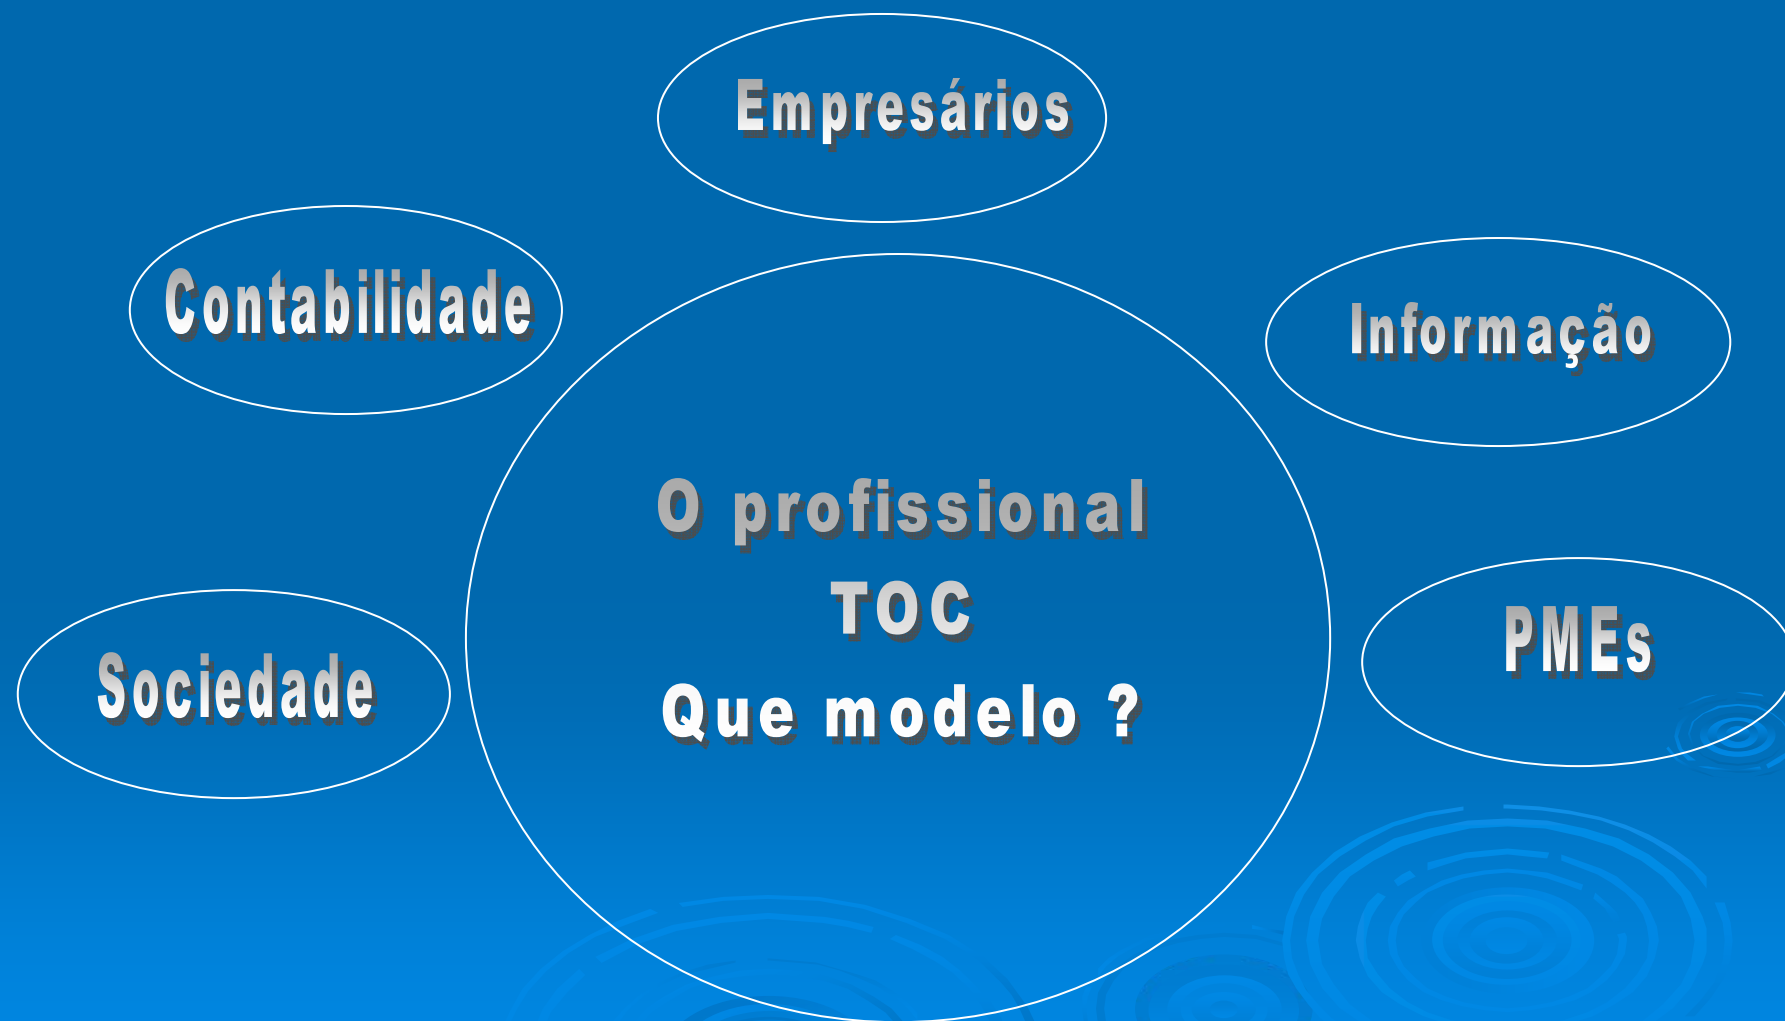 Empresários
Contabilidade
Informação
O profissional
TOC
Que modelo ?
Sociedade
PMEs